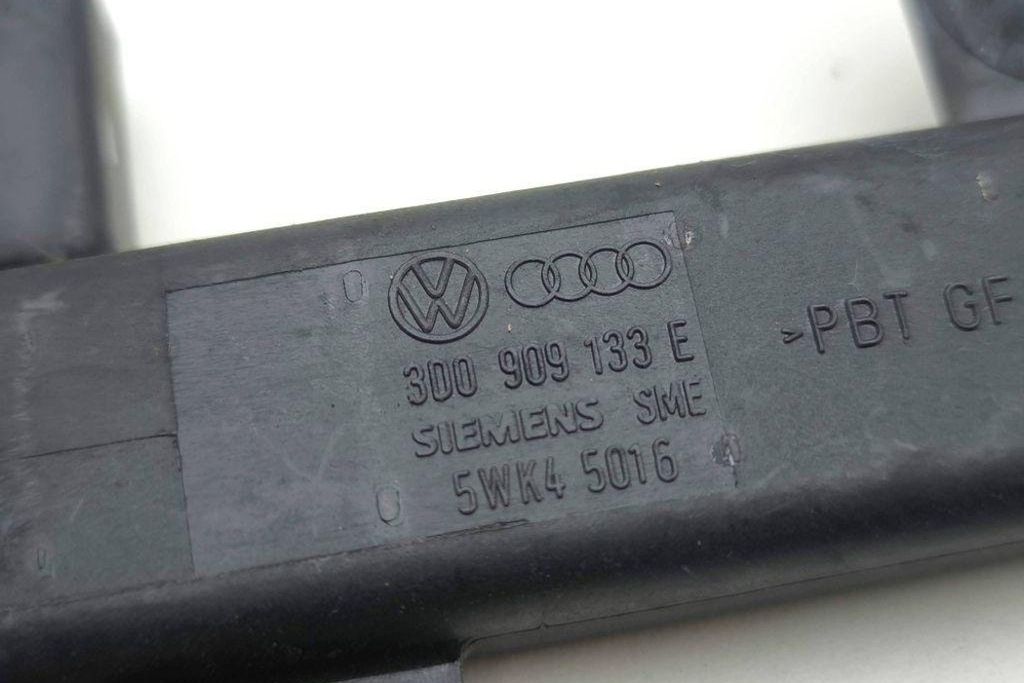 3D0 909 133 E
SIEMENS SME
5WK4 5016
>PBT GF